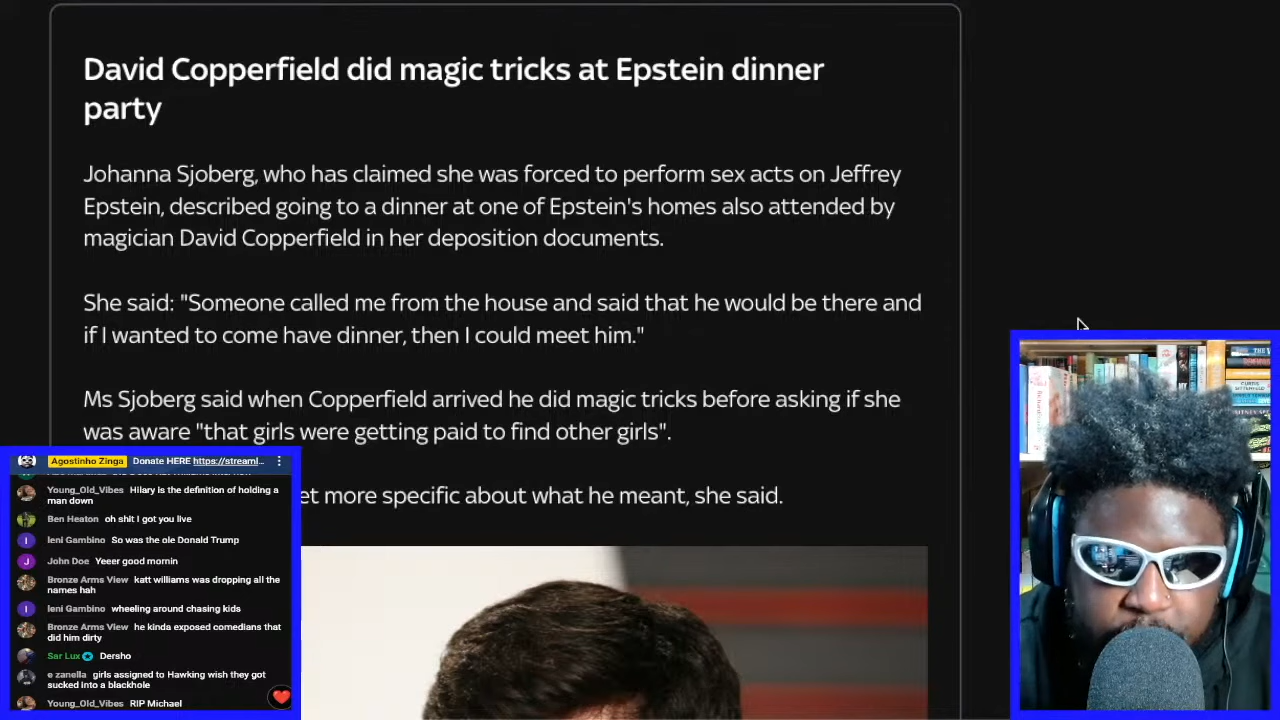 David Copperfield did magic tricks at Epstein dinner
party
Johanna Sjoberg, who has claimed she was forced to perform sex acts on Jeffrey
Epstein, described going to a dinner at one of Epstein's homes also attended by
magician David Copperfield in her deposition documents.
She said: "Someone called me from the house and said that he would be there and
if I wanted to come have dinner, then I could meet him."
Ms Sjoberg said when Copperfield arrived he did magic tricks before asking if she
was aware "that girls were getting paid to find other girls".
more specific about what he meant, she said.
Agostinho Zinga Donate HERE https://streaml...
Young_Old_Vibes Hilary is the definition of holding a
man down
Ben Heaton oh shit I got you live
Ieni Gambino So was the ole Donald Trump
John Doe Yeeer good mornin
Bronze Arms View katt williams was dropping all the
names hah
Ieni Gambino wheeling around chasing kids
Bronze Arms View he kinda exposed comedians that
did him dirty
Sar Lux Dersho
e zanella girls assigned to Hawking wish they got
sucked into a blackhole
Young_Old_Vibes RIP Michael